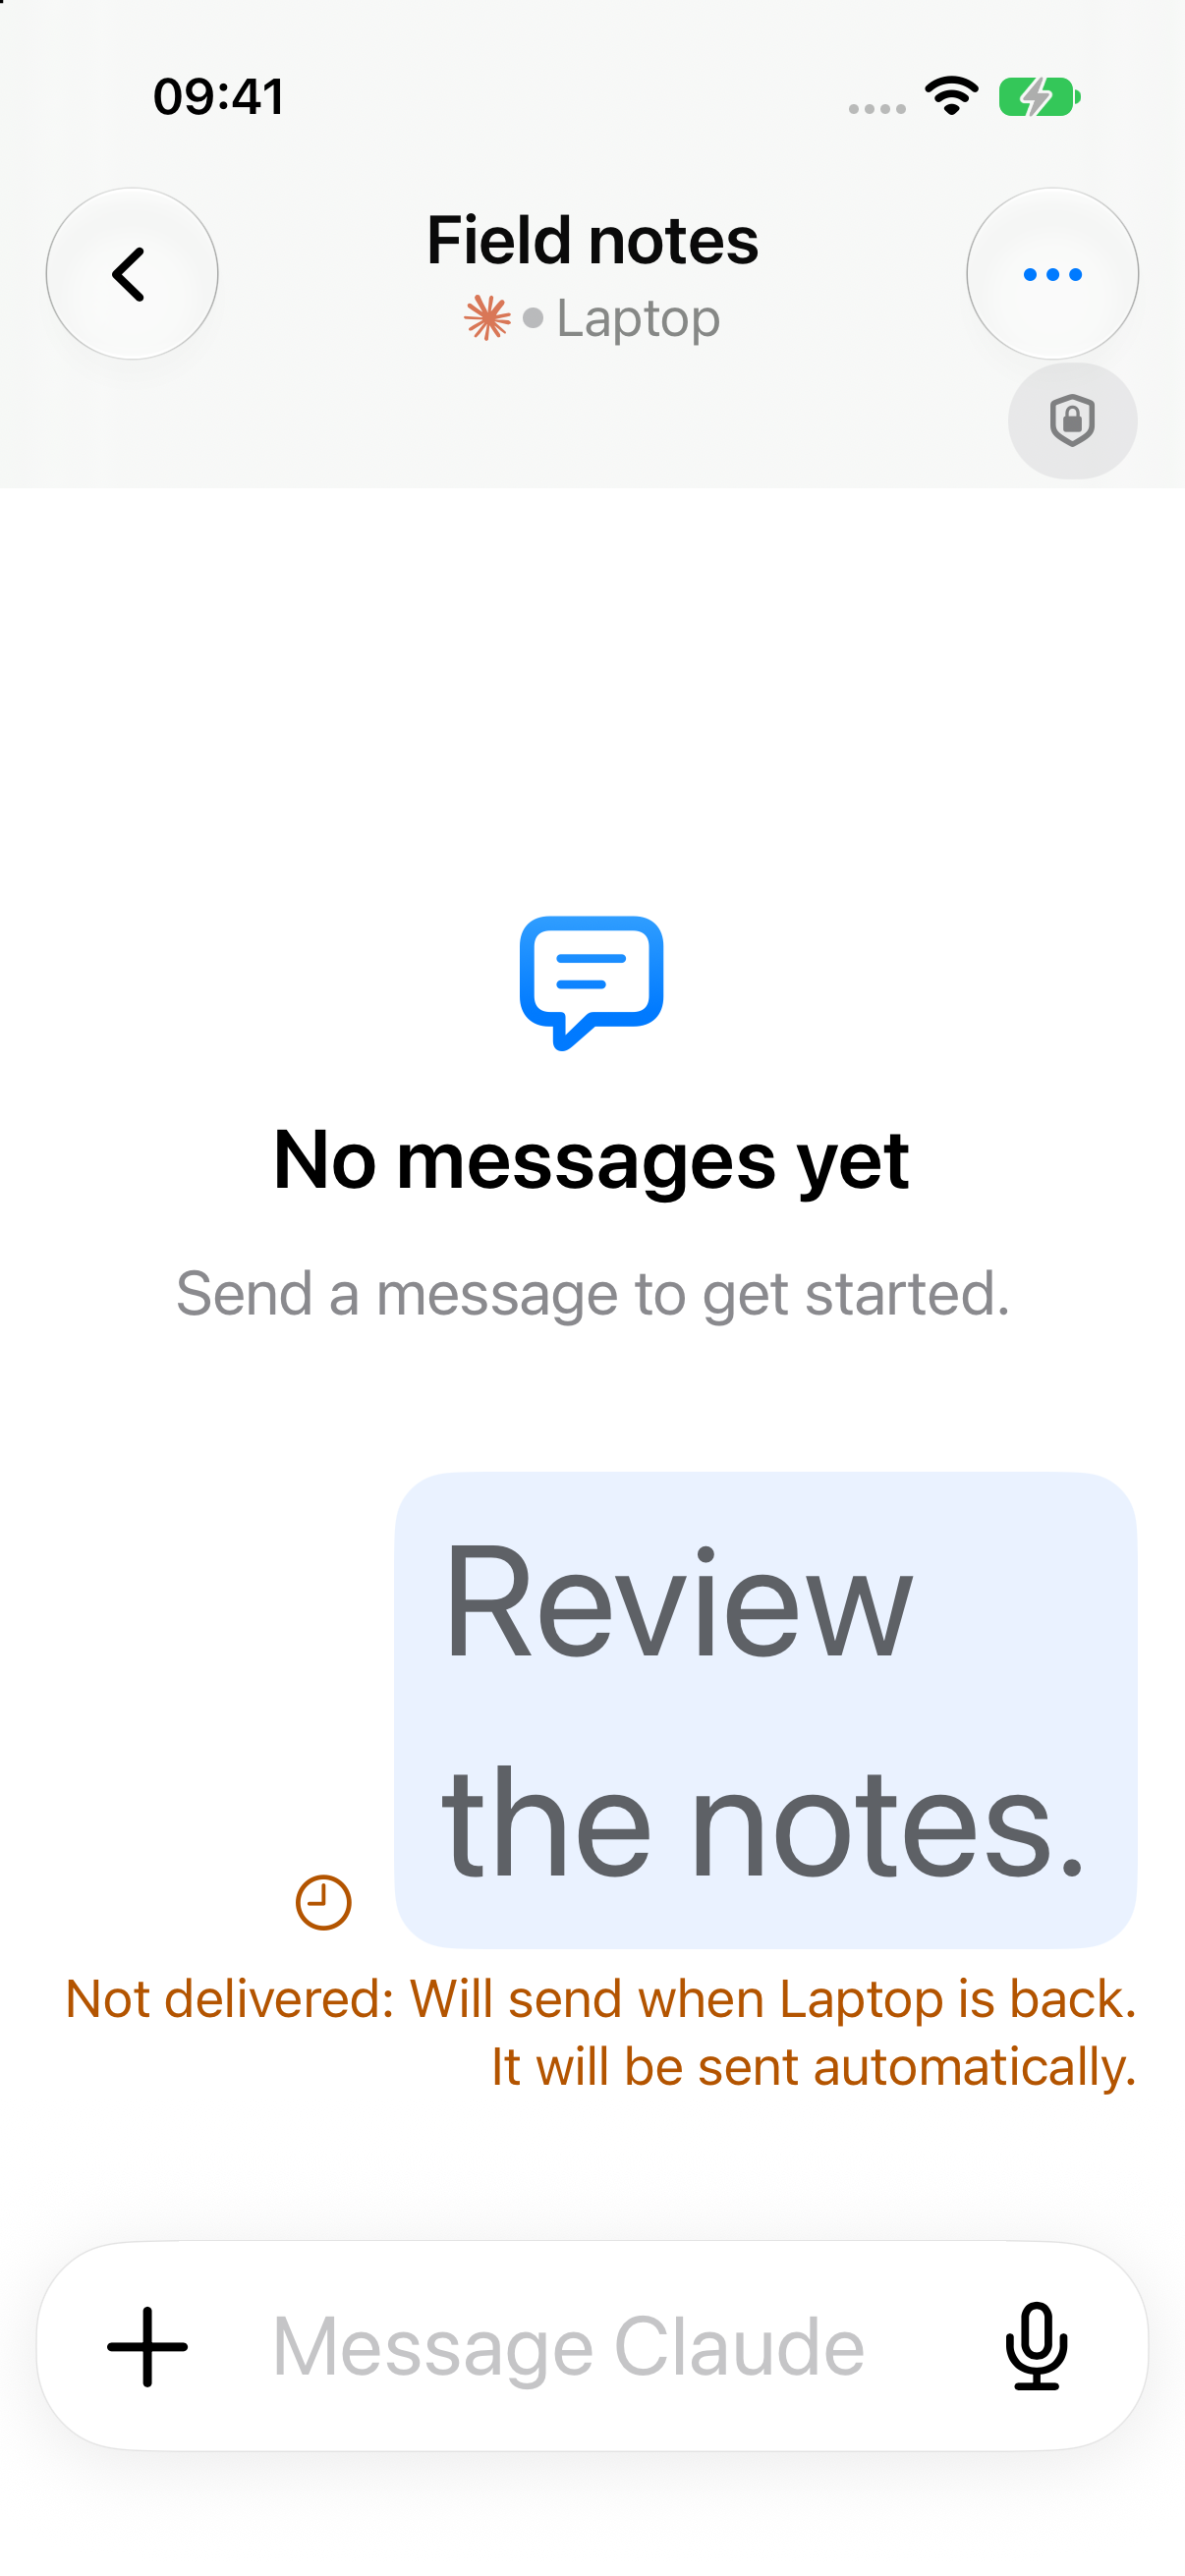 09:41
Field notes
Laptop
No messages yet
Send a message to get started.
Review
the notes.
Not delivered: Will send when Laptop is back.
It will be sent automatically.
Message Claude